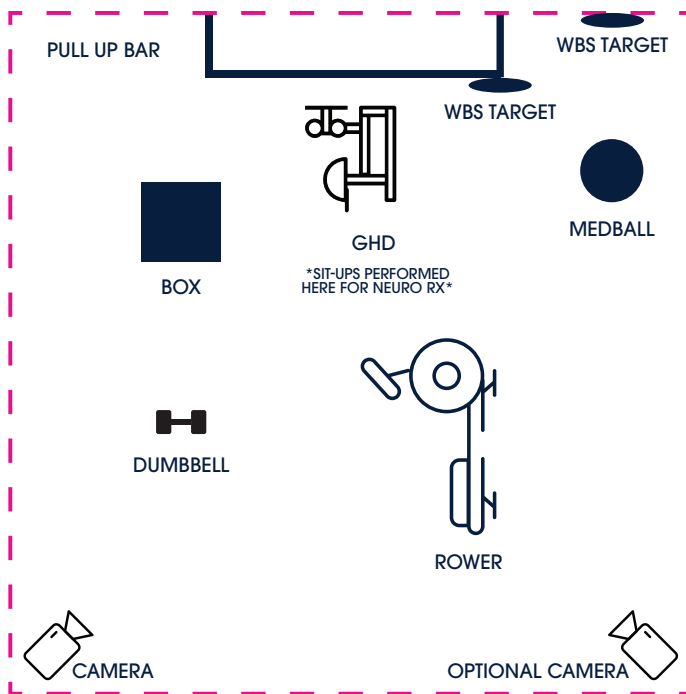 PULL UP BAR
WBS TARGET
WBS TARGET
MEDBALL
GHD
*SIT-UPS PERFORMED
HERE FOR NEURO RX*
BOX
DUMBBELL
ROWER
CAMERA
OPTIONAL CAMERA